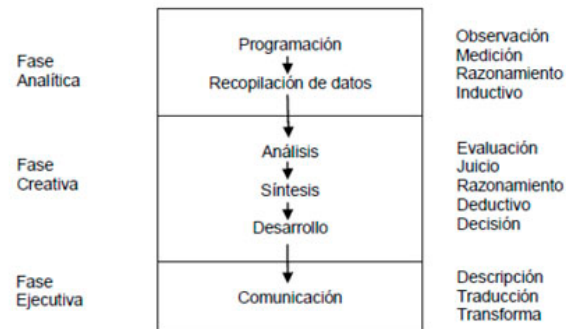 Fase
Analítica
Programación
Recopilación de datos
Observación
Medición
Razonamiento
Inductivo
Fase
Creativa
Análisis
Síntesis
Desarrollo
Evaluación
Juicio
Razonamiento
Deductivo
Decisión
Fase
Ejecutiva
Comunicación
Descripción
Traducción
Transforma